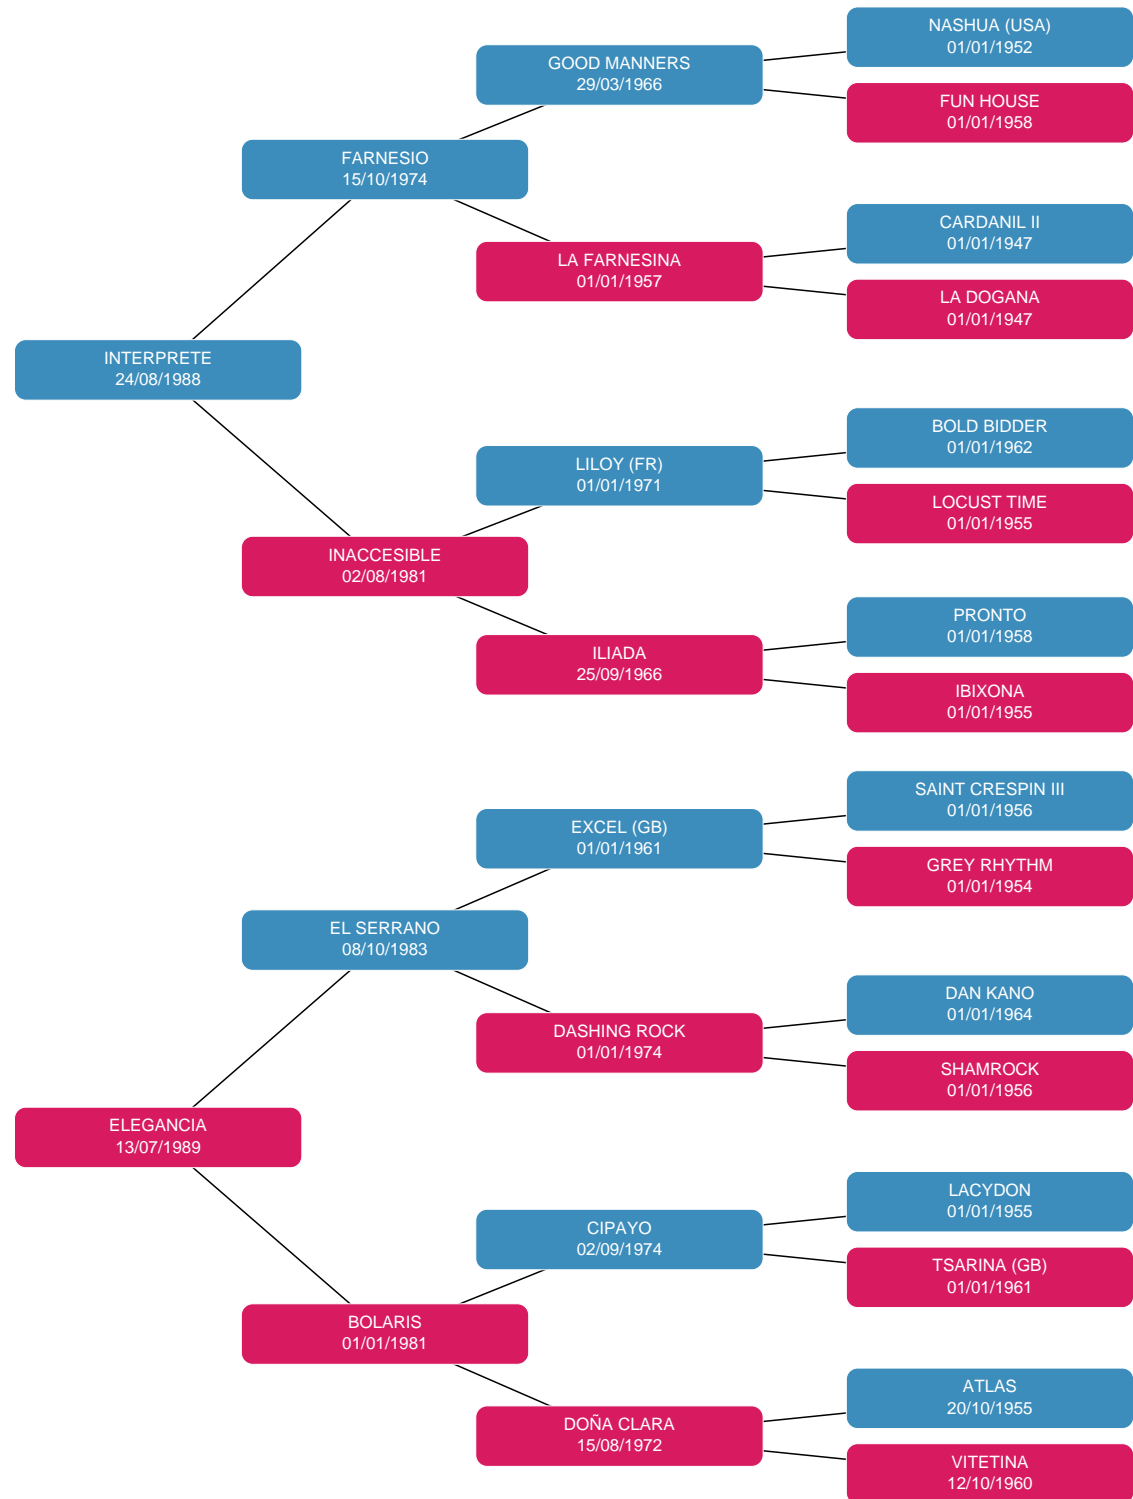 NASHUA (USA)
01/01/1952
GOOD MANNERS
29/03/1966
FUN HOUSE
01/01/1958
FARNESIO
15/10/1974
CARDANIL II
01/01/1947
LA FARNESINA
01/01/1957
LA DOGANA
01/01/1947
INTERPRETE
24/08/1988
BOLD BIDDER
01/01/1962
LILOY (FR)
01/01/1971
LOCUST TIME
01/01/1955
INACCESIBLE
02/08/1981
PRONTO
01/01/1958
ILIADA
25/09/1966
IBIXONA
01/01/1955
SAINT CRESPIN III
01/01/1956
EXCEL (GB)
01/01/1961
GREY RHYTHM
01/01/1954
EL SERRANO
08/10/1983
DAN KANO
01/01/1964
DASHING ROCK
01/01/1974
SHAMROCK
01/01/1956
ELEGANCIA
13/07/1989
LACYDON
01/01/1955
CIPAYO
02/09/1974
TSARINA (GB)
01/01/1961
BOLARIS
01/01/1981
ATLAS
20/10/1955
DOÑA CLARA
15/08/1972
VITETINA
12/10/1960